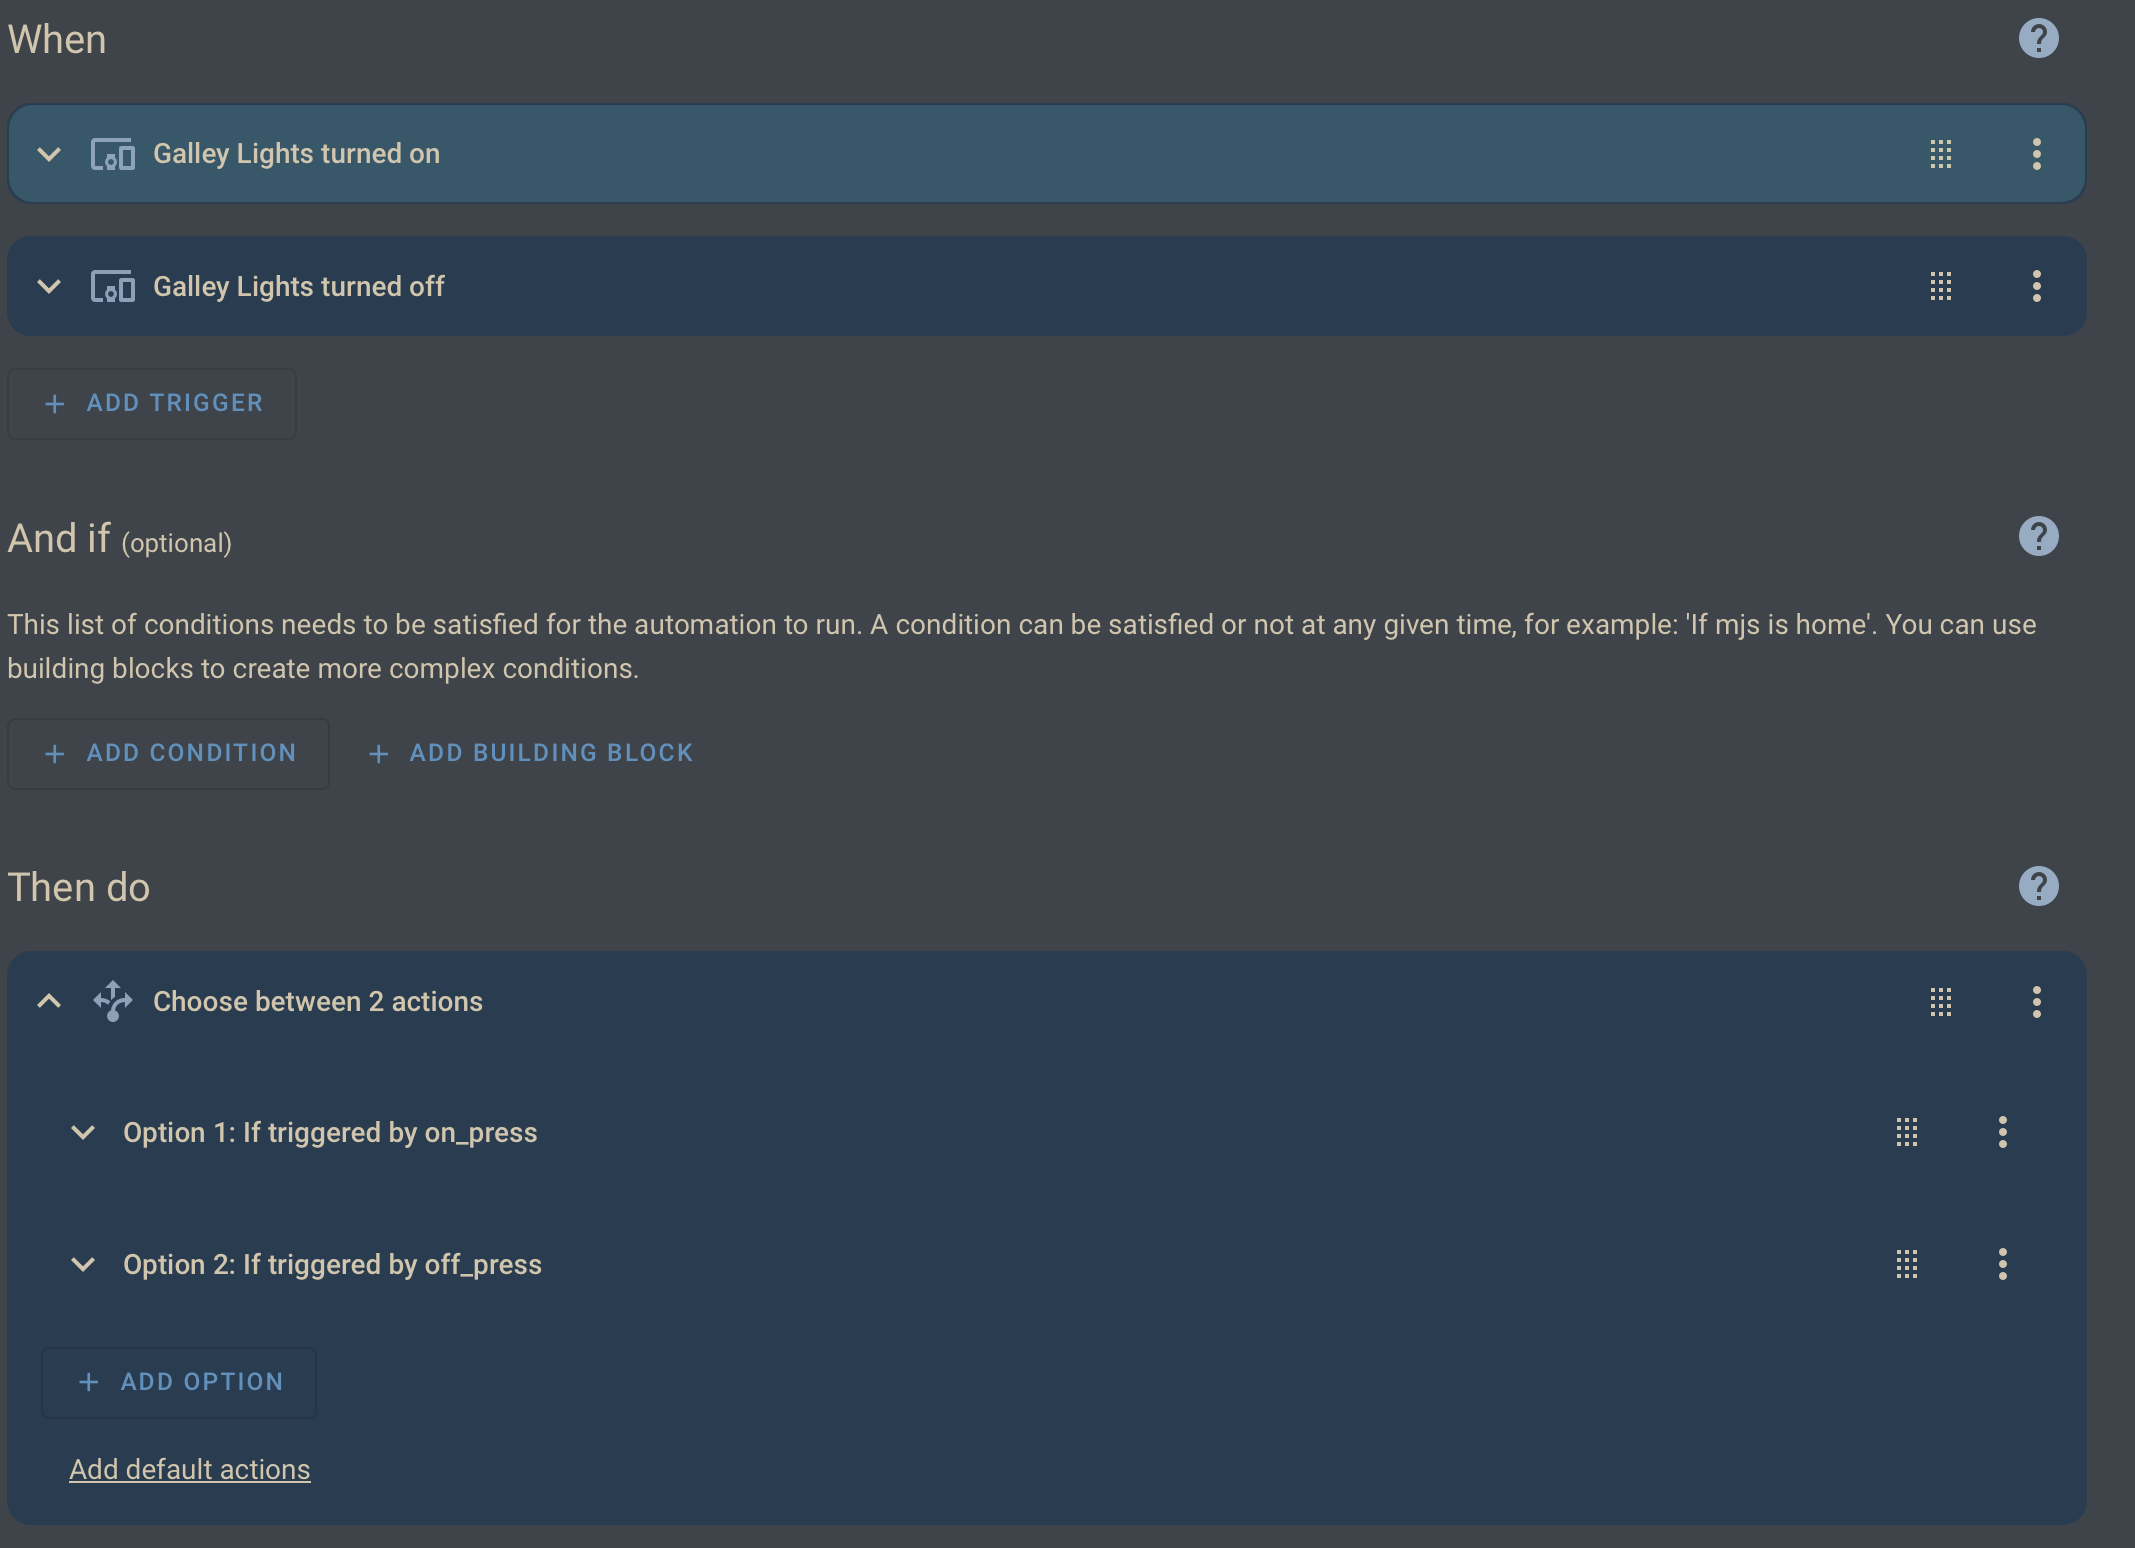 When
Galley Lights turned on
Galley Lights turned off
+ ADD TRIGGER
And if (optional)
This list of conditions needs to be satisfied for the automation to run. A condition can be satisfied or not at any given time, for example: 'If mjs is home'. You can use
building blocks to create more complex conditions.
+ ADD CONDITION + ADD BUILDING BLOCK
Then do
Choose between 2 actions
Option 1: If triggered by on_press
Option 2: If triggered by off_press
+ ADD OPTION
Add default actions